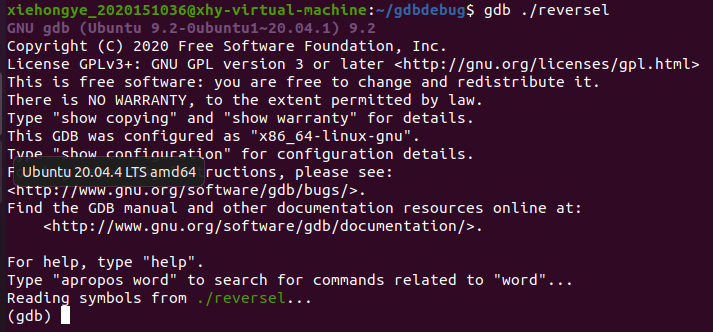 xiehongye_2020151036@xhy-virtual-machine:~/gdbdebug$ gdb ./reversel
GNU gdb (Ubuntu 9.2-0ubuntu1~20.04.1) 9.2
Copyright (C) 2020 Free Software Foundation, Inc.
License GPLv3+: GNU GPL version 3 or later <http://gnu.org/licenses/gpl.html>
This is free software: you are free to change and redistribute it.
There is NO WARRANTY, to the extent permitted by law.
Type "show copying" and "show warranty" for details.
This GDB was configured as "x86_64-linux-gnu".
Type "show configuration" for configuration details.
Ubuntu 20.04.4 LTS amd64
ructions, please see:
<http://www.gnu.org/software/gdb/bugs/>.
Find the GDB manual and other documentation resources online at:
<http://www.gnu.org/software/gdb/documentation/>.
For help, type "help".
Type "apropos word" to search for commands related to "word"...
Reading symbols from ./reversel...
(gdb)